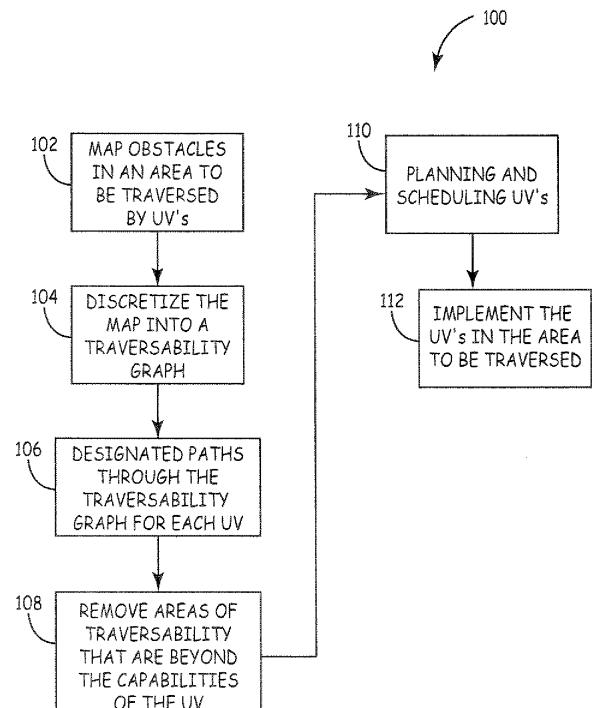 100
102
MAP OBSTACLES
IN AN AREA TO
BE TRAVERSED
BY UV's
104
DISCRETIZE THE
MAP INTO A
TRAVERSABILITY
GRAPH
106
DESIGNATED PATHS
THROUGH THE
TRAVERSABILITY
GRAPH FOR EACH UV
108
REMOVE AREAS OF
TRAVERSABILITY
THAT ARE BEYOND
THE CAPABILITIES
OF THE UV
110
PLANNING AND
SCHEDULING UV's
112
IMPLEMENT THE
UV's IN THE AREA
TO BE TRAVERSED